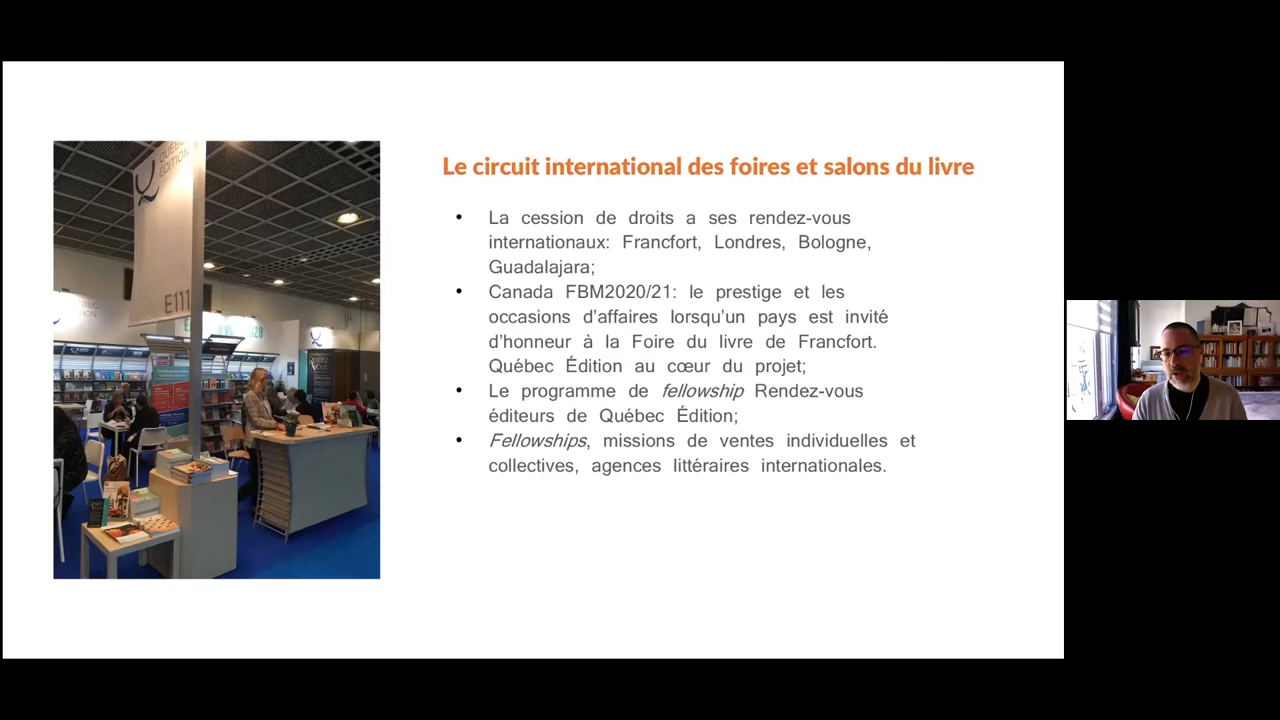 QUÉBEC
ÉDITION
E111
Le circuit international des foires et salons du livre
• La cession de droits a ses rendez-vous
internationaux: Francfort, Londres, Bologne,
Guadalajara;
• Canada FBM2020/21: le prestige et les
occasions d’affaires lorsqu’un pays est invité
d’honneur à la Foire du livre de Francfort.
Québec Édition au cœur du projet;
• Le programme de fellowship Rendez-vous
éditeurs de Québec Édition;
• Fellowships, missions de ventes individuelles et
collectives, agences littéraires internationales.